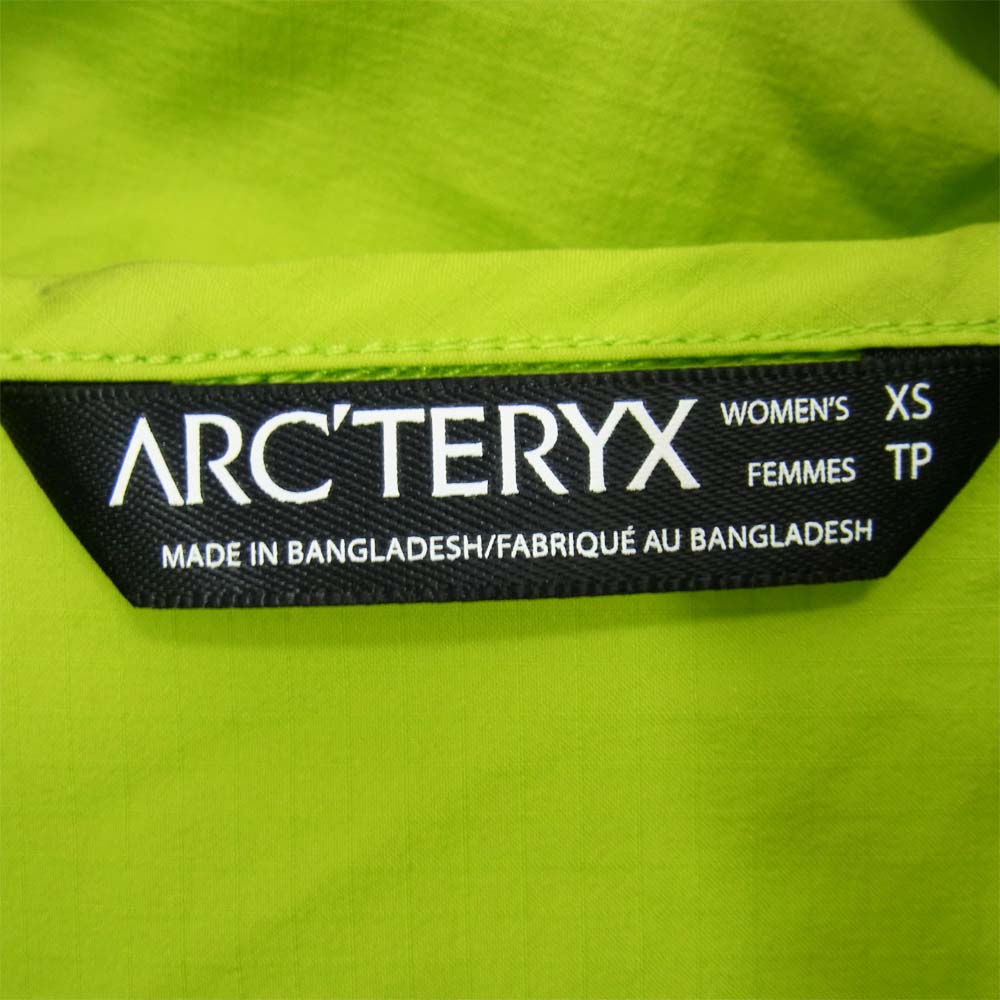 ARC'TERYX WOMEN'S XS
FEMMES TP
MADE IN BANGLADESH/FABRIQUÉ AU BANGLADESH